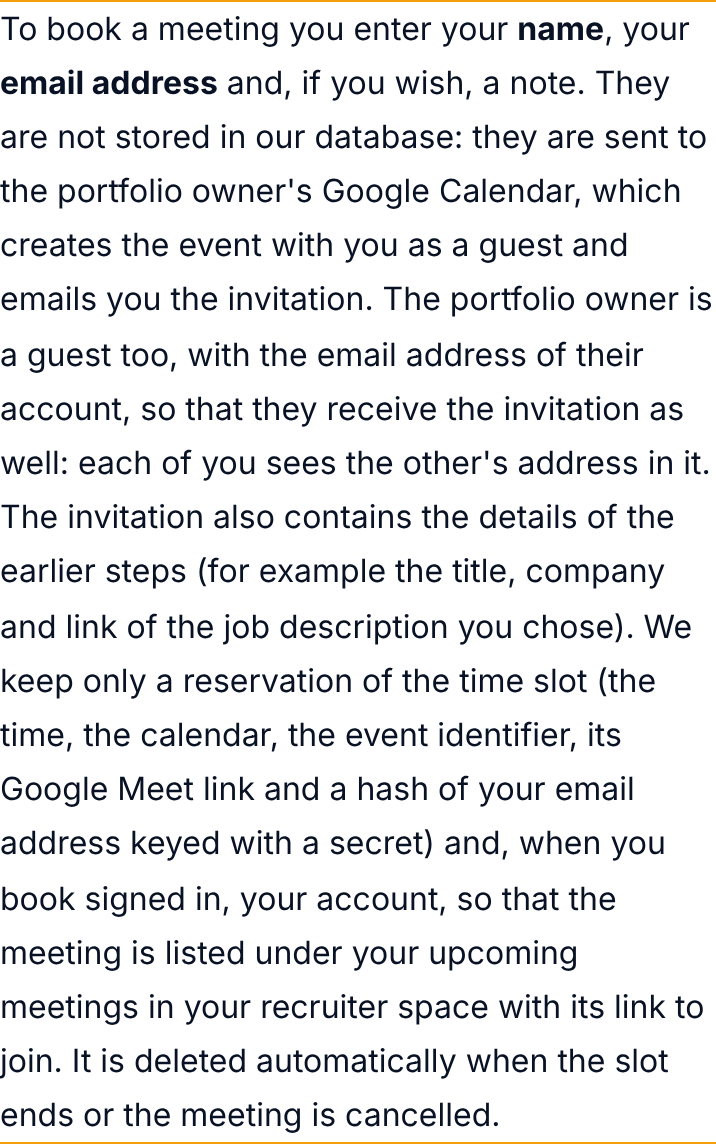 To book a meeting you enter your name, your
email address and, if you wish, a note. They
are not stored in our database: they are sent to
the portfolio owner's Google Calendar, which
creates the event with you as a guest and
emails you the invitation. The portfolio owner is
a guest too, with the email address of their
account, so that they receive the invitation as
well: each of you sees the other's address in it.
The invitation also contains the details of the
earlier steps (for example the title, company
and link of the job description you chose). We
keep only a reservation of the time slot (the
time, the calendar, the event identifier, its
Google Meet link and a hash of your email
address keyed with a secret) and, when you
book signed in, your account, so that the
meeting is listed under your upcoming
meetings in your recruiter space with its link to
join. It is deleted automatically when the slot
ends or the meeting is cancelled.